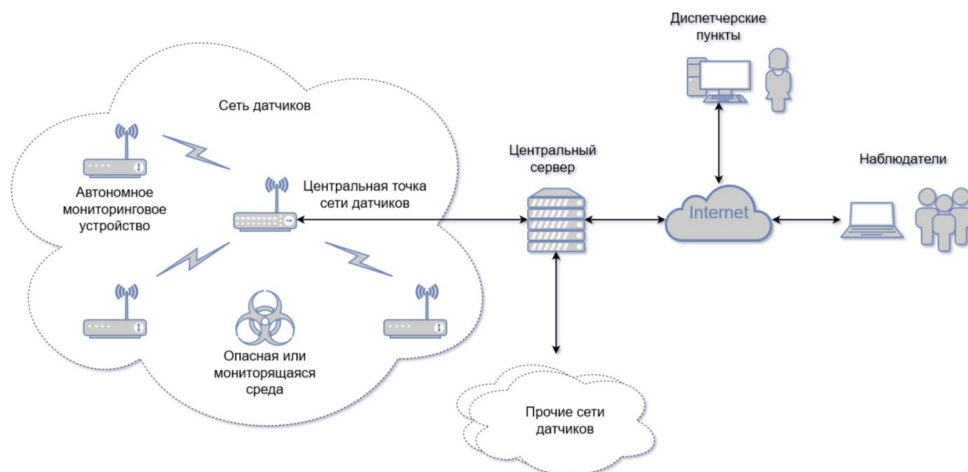 Диспетчерские
пункты
Сеть датчиков
Центральный
сервер
Наблюдатели
Автономное
мониторинговое
устройство
Центральная точка
сети датчиков
Internet
Опасная или
мониторящаяся
среда
Прочие сети
датчиков